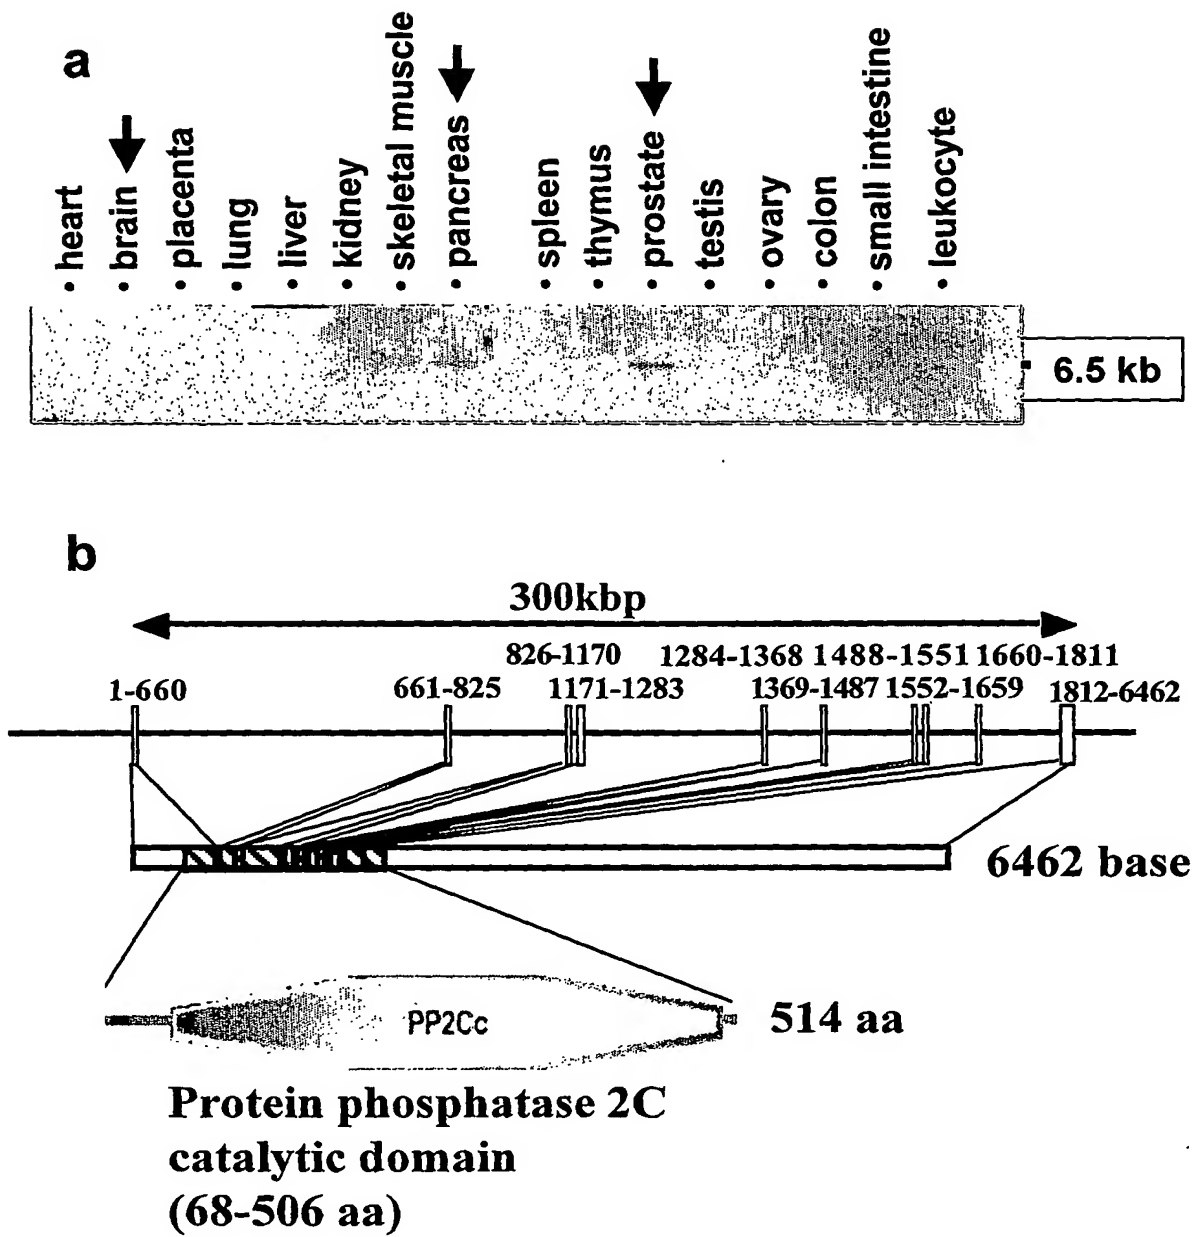 a
• heart
• brain
• placenta
• lung
• liver
• kidney
• skeletal muscle
• pancreas
• spleen
• thymus
• prostate
• testis
• ovary
• colon
• small intestine
• leukocyte
6.5 kb
b
300kbp
826-1170 1284-1368 1488-1551 1660-1811
1-660 661-825 1171-1283 1369-1487 1552-1659 1812-6462
6462 base
PP2Cc
514 aa
Protein phosphatase 2C
catalytic domain
(68-506 aa)